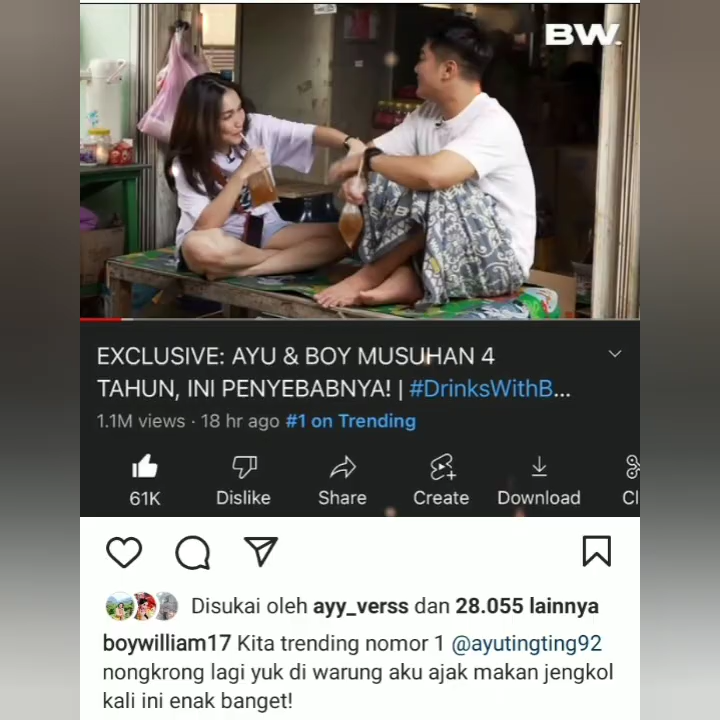 BW.
EXCLUSIVE: AYU & BOY MUSUHAN 4
TAHUN, INI PENYEBABNYA! | #DrinksWithB...
1.1M views · 18 hr ago #1 on Trending
61K Dislike Share Create Download Cl
Disukai oleh ayy_verss dan 28.055 lainnya
boywilliam17 Kita trending nomor 1 @ayutingting92
nongkrong lagi yuk di warung aku ajak makan jengkol
kali ini enak banget!